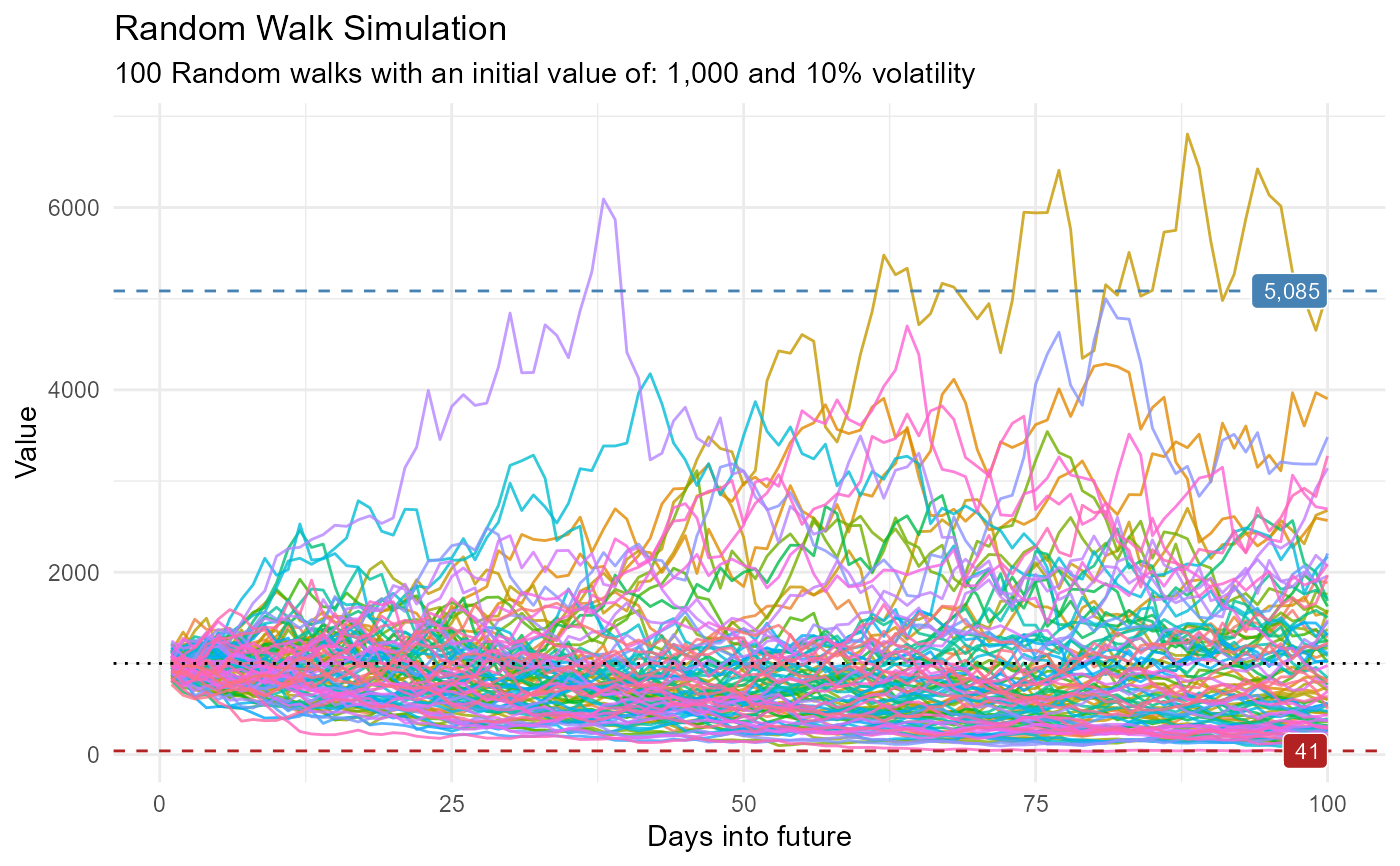 Random Walk Simulation
100 Random walks with an initial value of: 1,000 and 10% volatility
6000
4000
2000
0
Value
5,085
41
0
25
50
75
100
Days into future